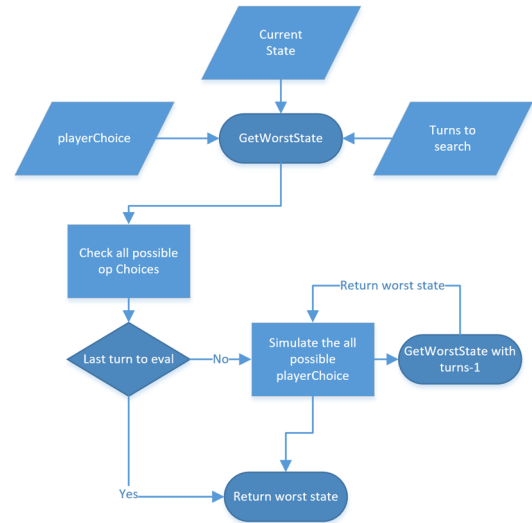 Current
State
playerChoice
GetWorstState
Turns to
search
Check all possible
op Choices
Return worst state
Last turn to eval
No
Simulate the all
possible
playerChoice
GetWorstState with
turns-1
Yes
Return worst state